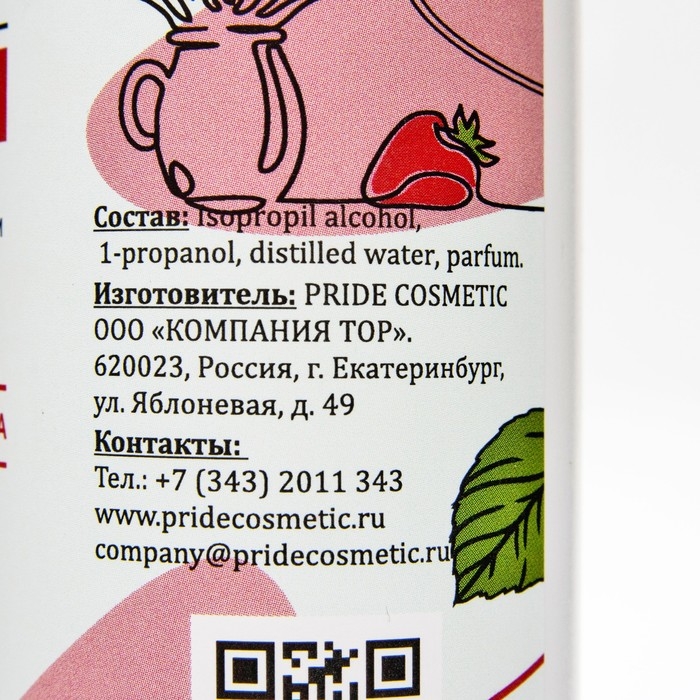 Состав: Isopropil alcohol,
1-propanol, distilled water, parfum.
Изготовитель: PRIDE COSMETIC
ООО «КОМПАНИЯ ТОР».
620023, Россия, г. Екатеринбург,
ул. Яблоневая, д. 49
Контакты:
Тел.: +7 (343) 2011 343
www.pridecosmetic.ru
company@pridecosmetic.ru